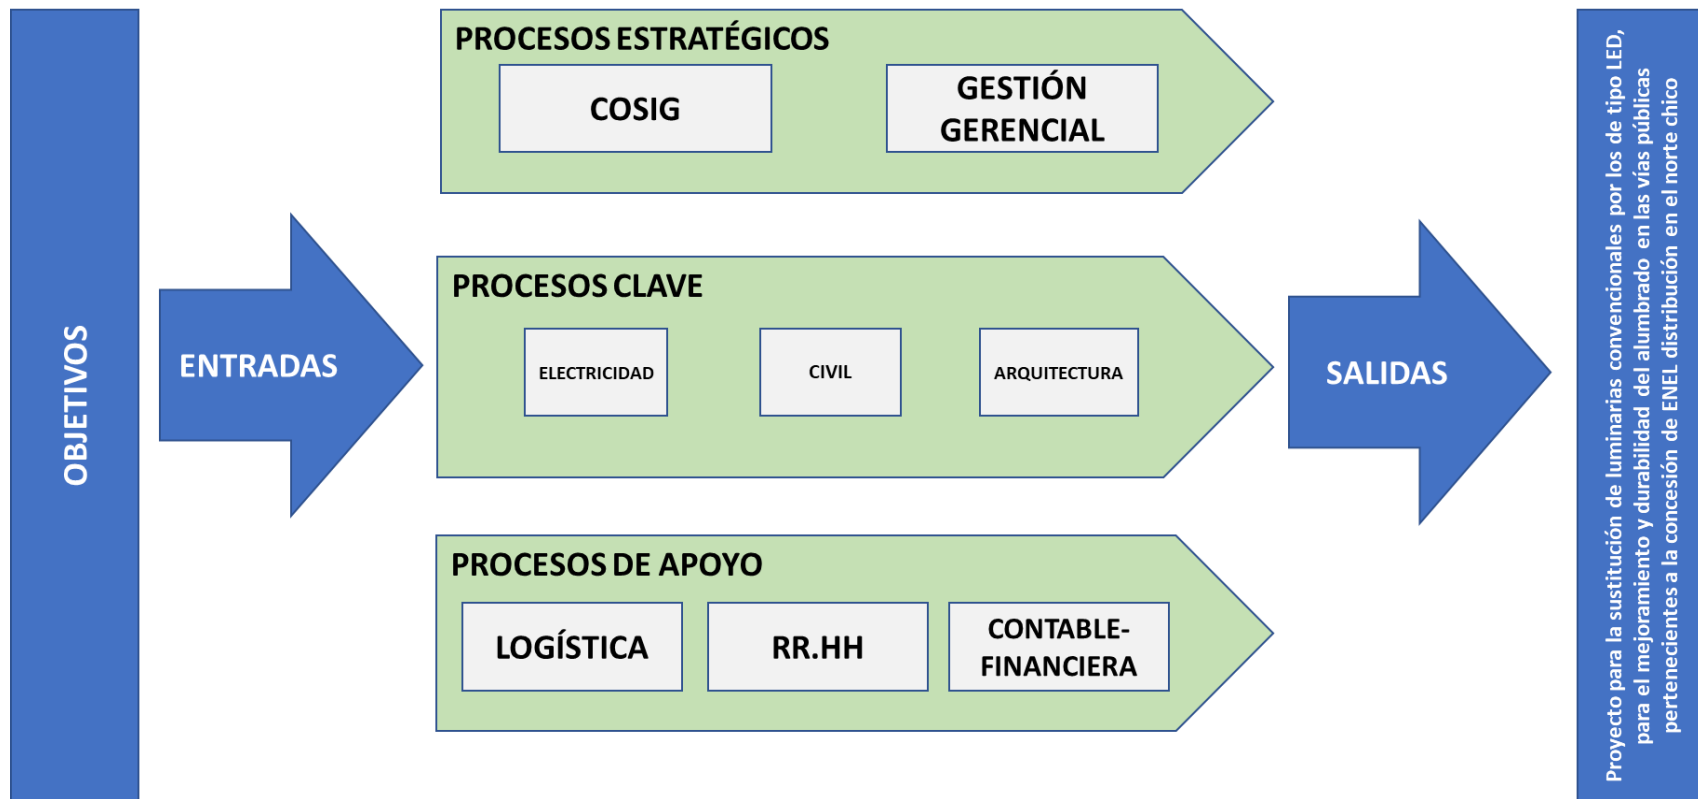 OBJETIVOS
ENTRADAS
PROCESOS ESTRATÉGICOS
COSIG
GESTIÓN
GERENCIAL
PROCESOS CLAVE
ELECTRICIDAD
CIVIL
ARQUITECTURA
PROCESOS DE APOYO
LOGÍSTICA
RR.HH
CONTABLE-
FINANCIERA
SALIDAS
Proyecto para la sustitución de luminarias convencionales por los de tipo LED,
para el mejoramiento y durabilidad del alumbrado en las vías públicas
pertenecientes a la concesión de ENEL distribución en el norte chico